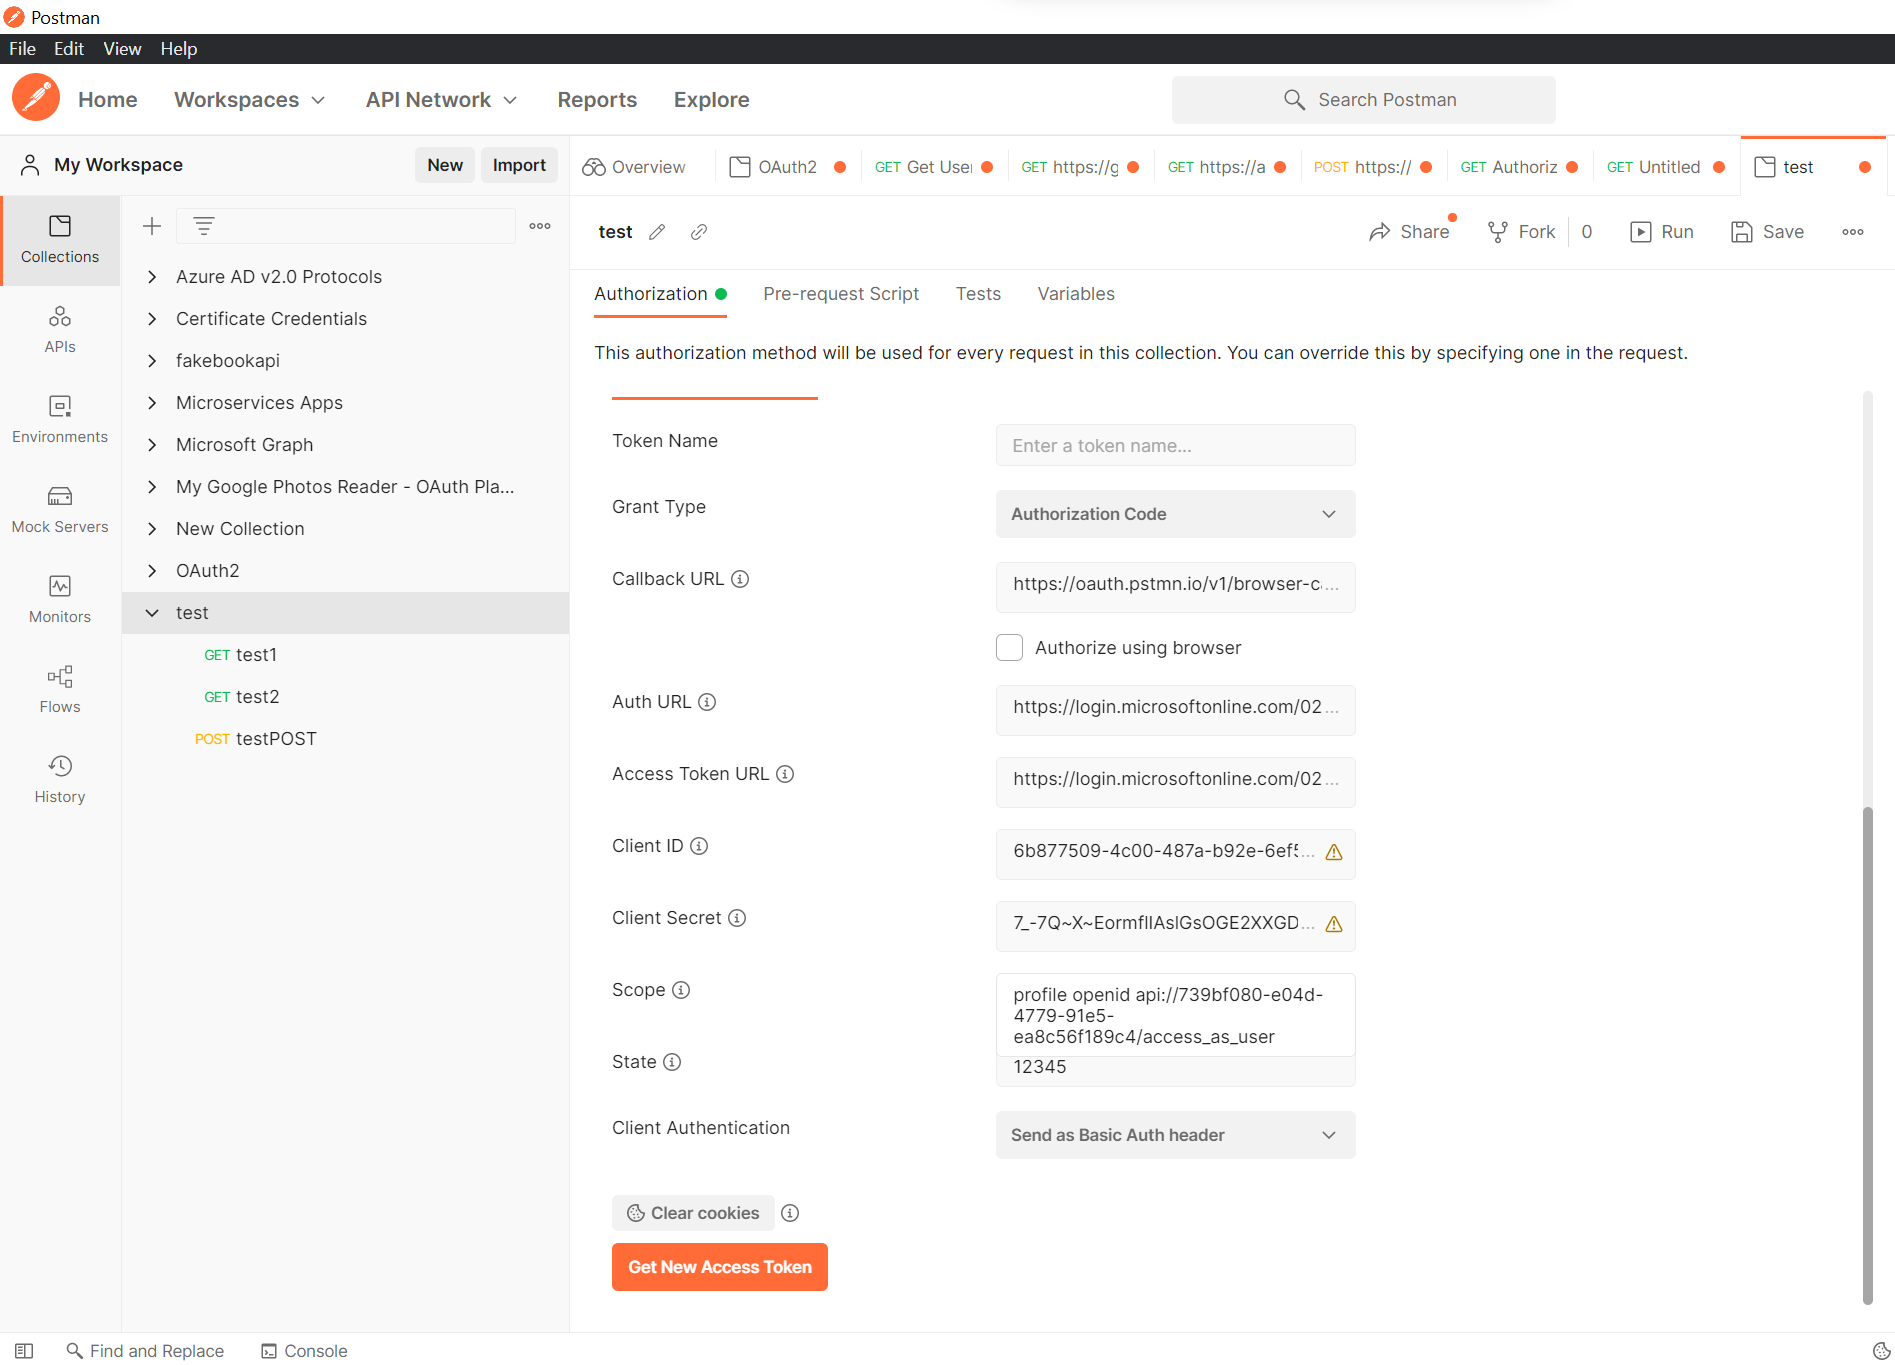 Postman
File Edit View Help
Home Workspaces API Network Reports Explore Search Postman
My Workspace New Import
Overview OAuth2 GET Get User GET https://g GET https://a POST https:// GET Authoriz GET Untitled test
Collections
APIs
Environments
Mock Servers
Monitors
Flows
History
Azure AD v2.0 Protocols
Certificate Credentials
fakebookapi
Microservices Apps
Microsoft Graph
My Google Photos Reader - OAuth Pla...
New Collection
OAuth2
test
GET test1
GET test2
POST testPOST
test Share Fork 0 Run Save
Authorization Pre-request Script Tests Variables
This authorization method will be used for every request in this collection. You can override this by specifying one in the request.
Token Name Enter a token name...
Grant Type Authorization Code
Callback URL https://oauth.pstmn.io/v1/browser-c...
Authorize using browser
Auth URL https://login.microsoftonline.com/02...
Access Token URL https://login.microsoftonline.com/02...
Client ID 6b877509-4c00-487a-b92e-6ef5...
Client Secret 7_-7Q~X~EormflIAslGsOGE2XXGD...
Scope profile openid api://739bf080-e04d-
4779-91e5-
ea8c56f189c4/access_as_user
State 12345
Client Authentication Send as Basic Auth header
Clear cookies
Get New Access Token
Find and Replace Console